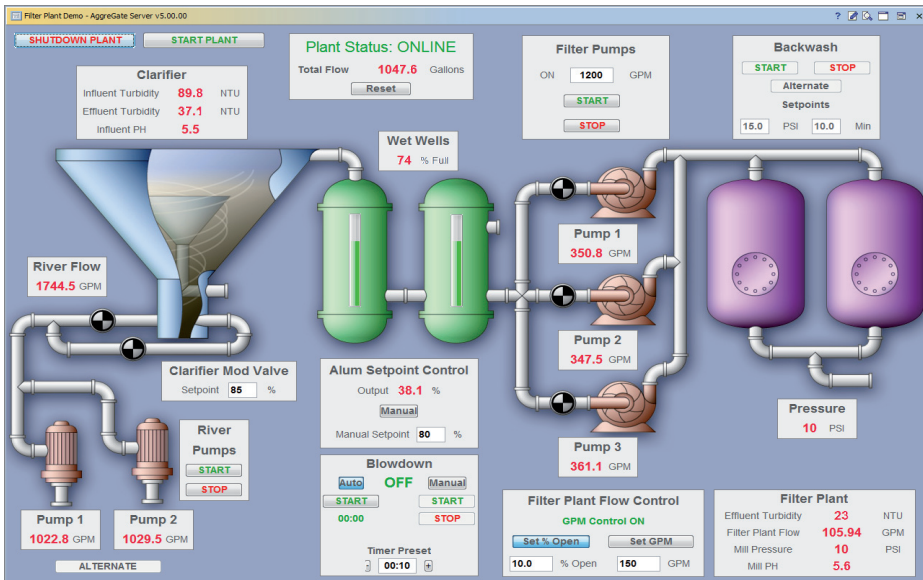 Filter Plant Demo - AggreGate Server v5.00.00
SHUTDOWN PLANT
START PLANT
Plant Status: ONLINE
Total Flow 1047.6 Gallons
Reset
Filter Pumps
ON 1200 GPM
START
STOP
Backwash
START STOP
Alternate
Setpoints
15.0 PSI 10.0 Min
Clarifier
Influent Turbidity 89.8 NTU
Effluent Turbidity 37.1 NTU
Influent PH 5.5
Wet Wells
74 % Full
River Flow
1744.5 GPM
Pump 1
350.8 GPM
Pump 2
347.5 GPM
Pump 3
361.1 GPM
Clarifier Mod Valve
Setpoint 85 %
Alum Setpoint Control
Output 38.1 %
Manual
Manual Setpoint 80 %
Pressure
10 PSI
River
Pumps
START
STOP
Pump 1
1022.8 GPM
Pump 2
1029.5 GPM
ALTERNATE
Blowdown
Auto OFF Manual
START START
00:00 STOP
Timer Preset
- 00:10 +
Filter Plant Flow Control
GPM Control ON
Set % Open Set GPM
10.0 % Open 150 GPM
Filter Plant
Effluent Turbidity 23 NTU
Filter Plant Flow 105.94 GPM
Mill Pressure 10 PSI
Mill PH 5.6